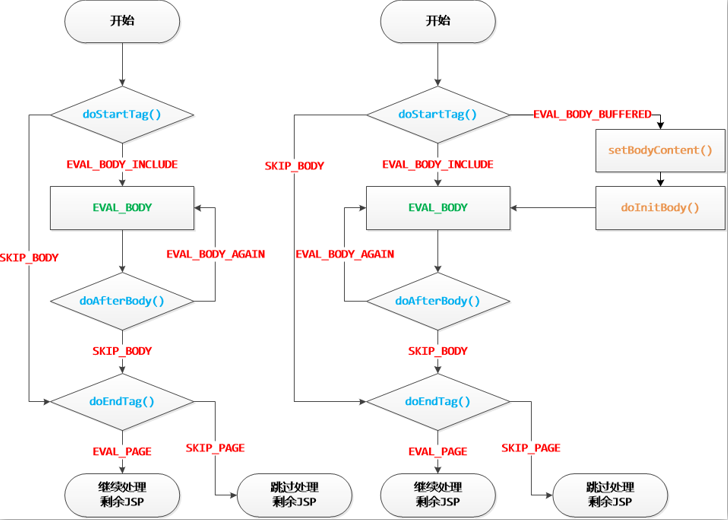 开始
doStartTag()
EVAL_BODY_INCLUDE
EVAL_BODY
EVAL_BODY_AGAIN
SKIP_BODY
doAfterBody()
SKIP_BODY
doEndTag()
EVAL_PAGE
SKIP_PAGE
继续处理
剩余JSP
跳过处理
剩余JSP
开始
doStartTag()
EVAL_BODY_BUFFERED
setBodyContent()
SKIP_BODY
EVAL_BODY_INCLUDE
EVAL_BODY
doInitBody()
EVAL_BODY_AGAIN
doAfterBody()
SKIP_BODY
doEndTag()
EVAL_PAGE
SKIP_PAGE
继续处理
剩余JSP
跳过处理
剩余JSP